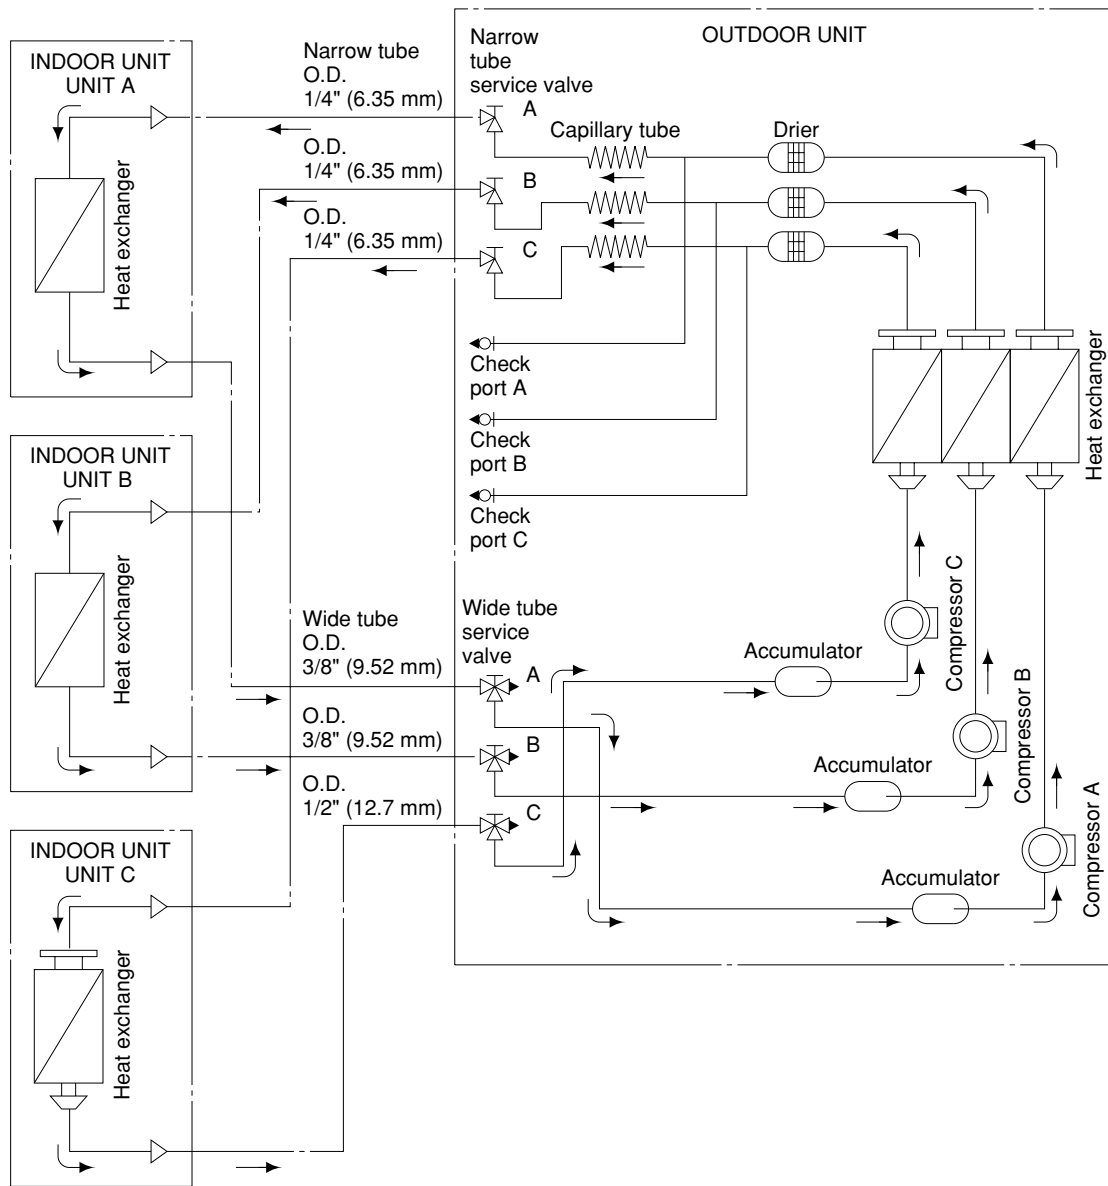 OUTDOOR UNIT
INDOOR UNIT
UNIT A
Heat exchanger
Narrow tube
O.D.
1/4" (6.35 mm)
O.D.
1/4" (6.35 mm)
O.D.
1/4" (6.35 mm)
Narrow
tube
service valve
A
B
C
Capillary tube
Drier
Check
port A
Check
port B
Check
port C
Heat exchanger
INDOOR UNIT
UNIT B
Heat exchanger
Wide tube
O.D.
3/8" (9.52 mm)
O.D.
3/8" (9.52 mm)
O.D.
1/2" (12.7 mm)
Wide tube
service
valve
A
B
C
Accumulator
Compressor C
Accumulator
Compressor B
Accumulator
Compressor A
INDOOR UNIT
UNIT C
Heat exchanger